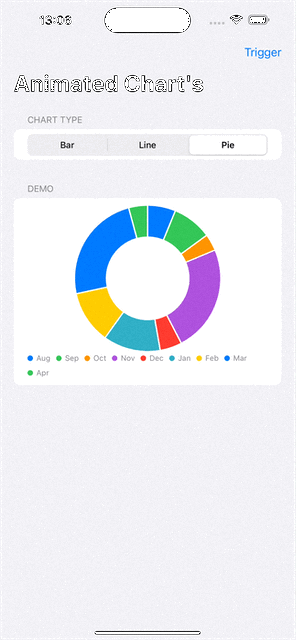 13:06
Trigger
Animated Chart's
CHART TYPE
Bar Line Pie
DEMO
Aug Sep Oct Nov Dec Jan Feb Mar
Apr